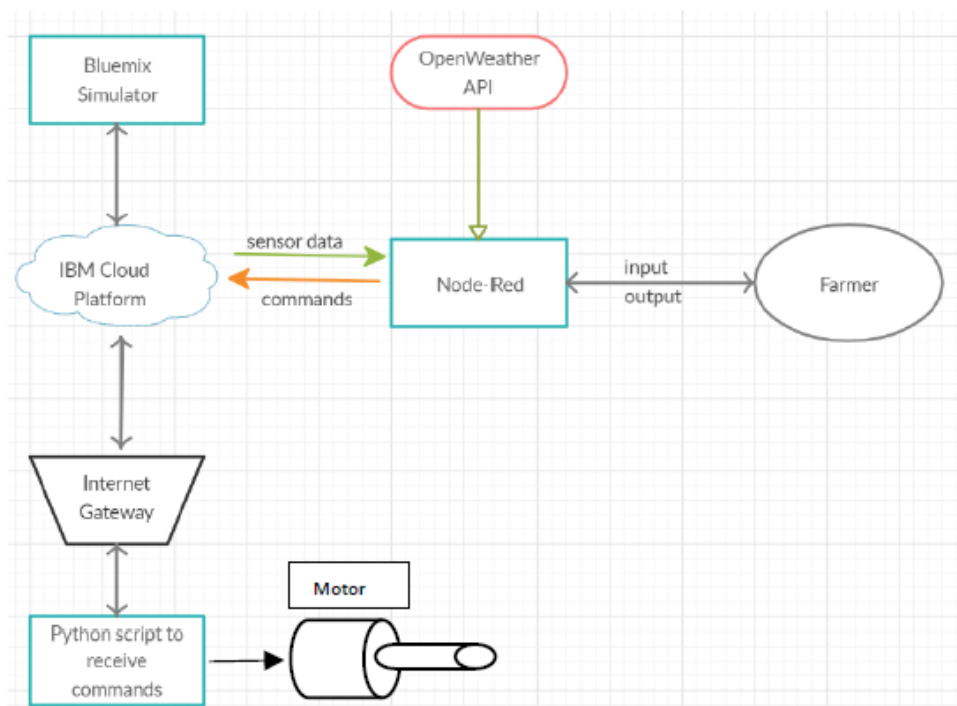 Bluemix
Simulator
OpenWeather
API
IBM Cloud
Platform
sensor data
commands
Node-Red
input
output
Farmer
Internet
Gateway
Motor
Python script to
receive
commands